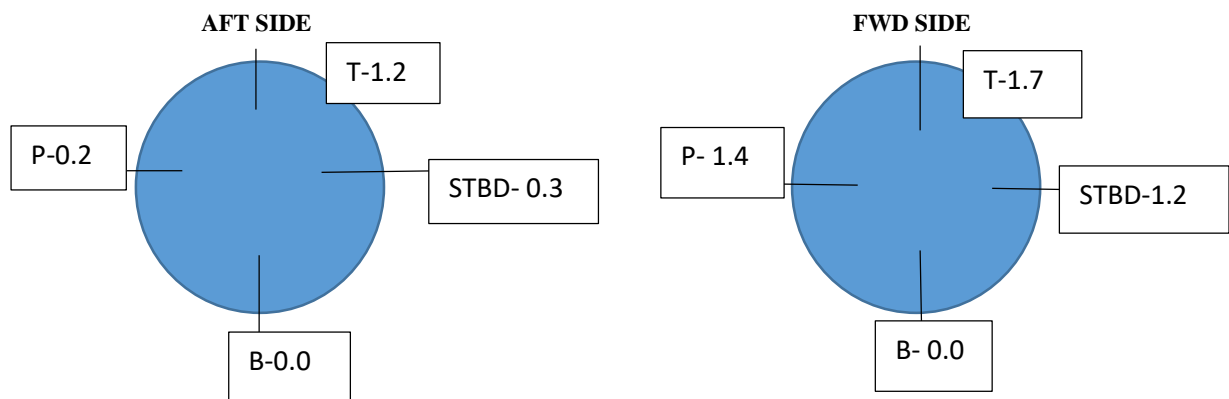 AFT SIDE
T-1.2
P-0.2
STBD- 0.3
B-0.0
FWD SIDE
T-1.7
P- 1.4
STBD-1.2
B- 0.0